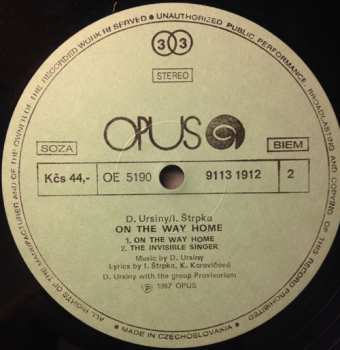 ALL RIGHTS OF THE MANUFACTURER AND OF THE OWNER OF THE RECORDED WORK RESERVED • UNAUTHORIZED PUBLIC PERFORMANCE, BROADCASTING AND COPYING OF THIS RECORD PROHIBITED
33
STEREO
OPUS
SOZA
BIEM
Kčs 44,-
OE 5190
9113 1912
2
D. Ursiny/I. Štrpka
ON THE WAY HOME
1. ON THE WAY HOME
2. THE INVISIBLE SINGER
Music by D. Ursiny
Lyrics by I. Štrpka, K. Karovičová
D. Ursiny with the group Provisorium
Ⓟ 1987 OPUS
MADE IN CZECHOSLOVAKIA